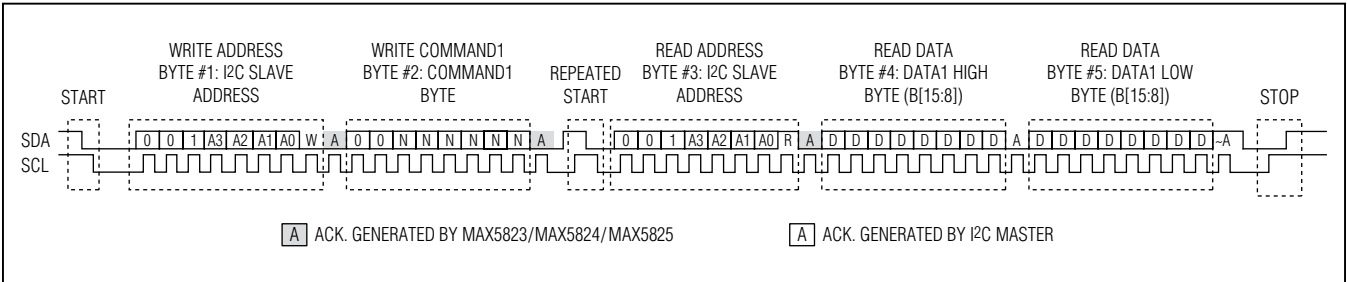 WRITE ADDRESS
BYTE #1: I²C SLAVE
ADDRESS
WRITE COMMAND1
BYTE #2: COMMAND1
BYTE
READ ADDRESS
BYTE #3: I²C SLAVE
ADDRESS
READ DATA
BYTE #4: DATA1 HIGH
BYTE (B[15:8])
READ DATA
BYTE #5: DATA1 LOW
BYTE (B[15:8])
START
REPEATED
START
STOP
SDA 0 0 1 A3 A2 A1 A0 W A 0 0 N N N N N N A 0 0 1 A3 A2 A1 A0 R A D D D D D D D D A D D D D D D D D ~A
SCL
A ACK. GENERATED BY MAX5823/MAX5824/MAX5825
A ACK. GENERATED BY I²C MASTER